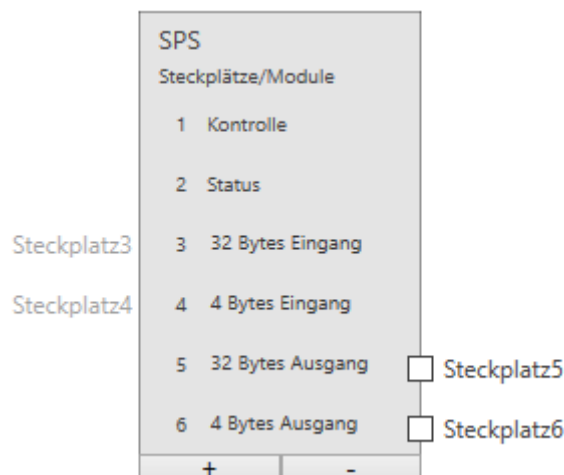 SPS
Steckplätze/Module
1 Kontrolle
2 Status
Steckplatz3 3 32 Bytes Eingang
Steckplatz4 4 4 Bytes Eingang
5 32 Bytes Ausgang Steckplatz5
6 4 Bytes Ausgang Steckplatz6
+ -